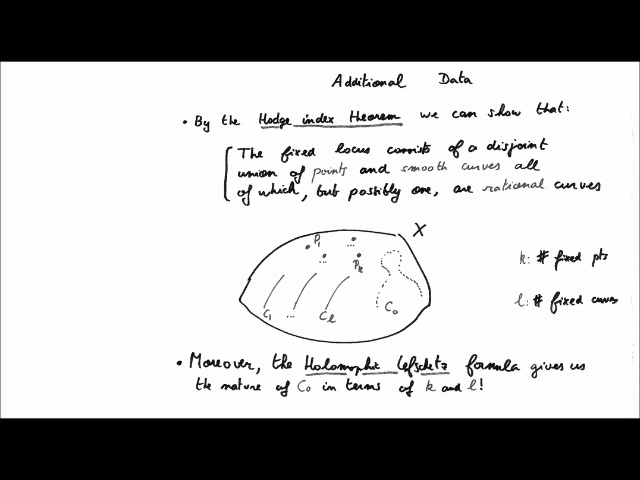 Additional Data
• By the Hodge index theorem we can show that:
The fixed locus consists of a disjoint
union of points and smooth curves all
of which, but possibly one, are rational curves
X
P1 ...
... Pk
k: # fixed pts
l: # fixed curves
C1 ... Cl C0
• Moreover, the Holomophic lefschetz formula gives us
the nature of C0 in terms of k and l!